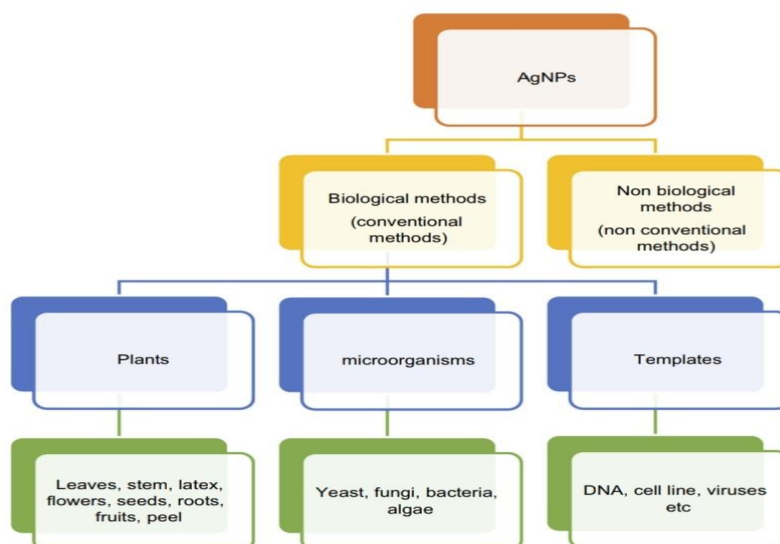 AgNPs
Biological methods
(conventional
methods)
Non biological
methods
(non conventional
methods)
Plants
microorganisms
Templates
Leaves, stem, latex,
flowers, seeds, roots,
fruits, peel
Yeast, fungi, bacteria,
algae
DNA, cell line, viruses
etc